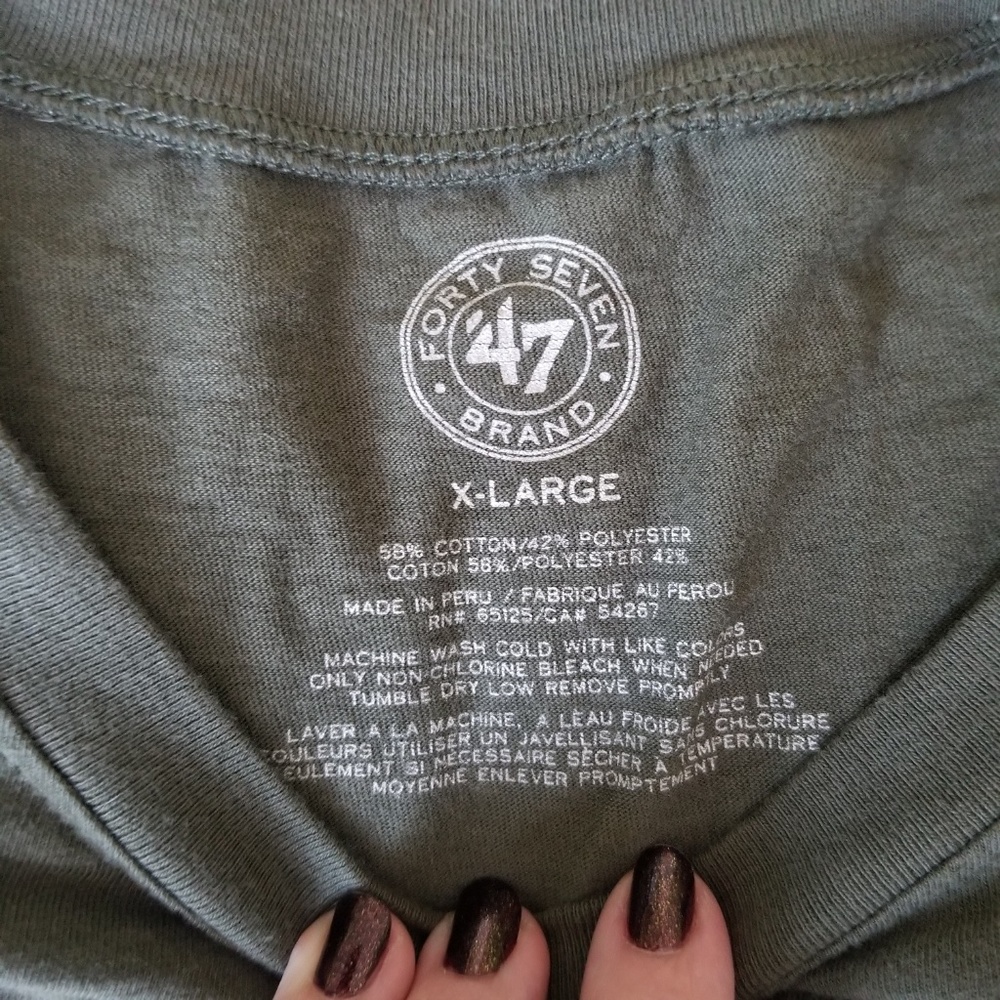 FORTY SEVEN
'47
BRAND
X-LARGE
58% COTTON/42% POLYESTER
COTON 58%/POLYESTER 42%
MADE IN PERU / FABRIQUE AU PEROU
RN# 65125/CA# 54267
MACHINE WASH COLD WITH LIKE COLORS
ONLY NON-CHLORINE BLEACH WHEN NEEDED
TUMBLE DRY LOW REMOVE PROMPTLY
LAVER A LA MACHINE, A LEAU FROIDE AVEC LES
COULEURS UTILISER UN JAVELLISANT SANS CHLORURE
SEULEMENT SI NECESSAIRE SECHER A TEMPERATURE
MOYENNE ENLEVER PROMPTEMENT